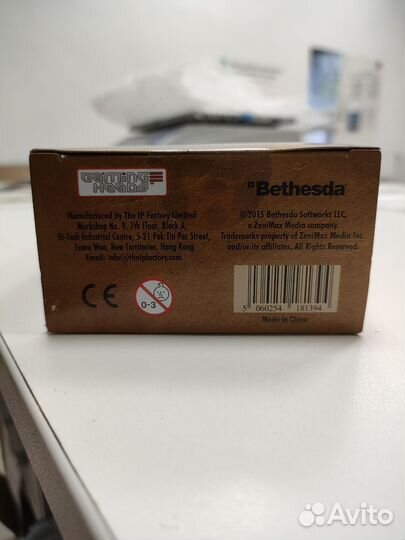 GAMING
HEADS
Bethesda
Manufactured by The LP Factory Limited
Workshop No. 9, 7th Floor, Block A,
Hi-Tech Industrial Centre, 5-21 Pak Tin Par Street,
Tsuen Wan, New Territories, Hong Kong
Email: info@thelpfactory.com
©2015 Bethesda Softworks LLC,
a ZeniMax Media company.
Trademarks property of ZeniMax Media Inc.
and/or its affiliates. All Rights Reserved.
CE
0-3
5 060254 181394
Made in China
Avito